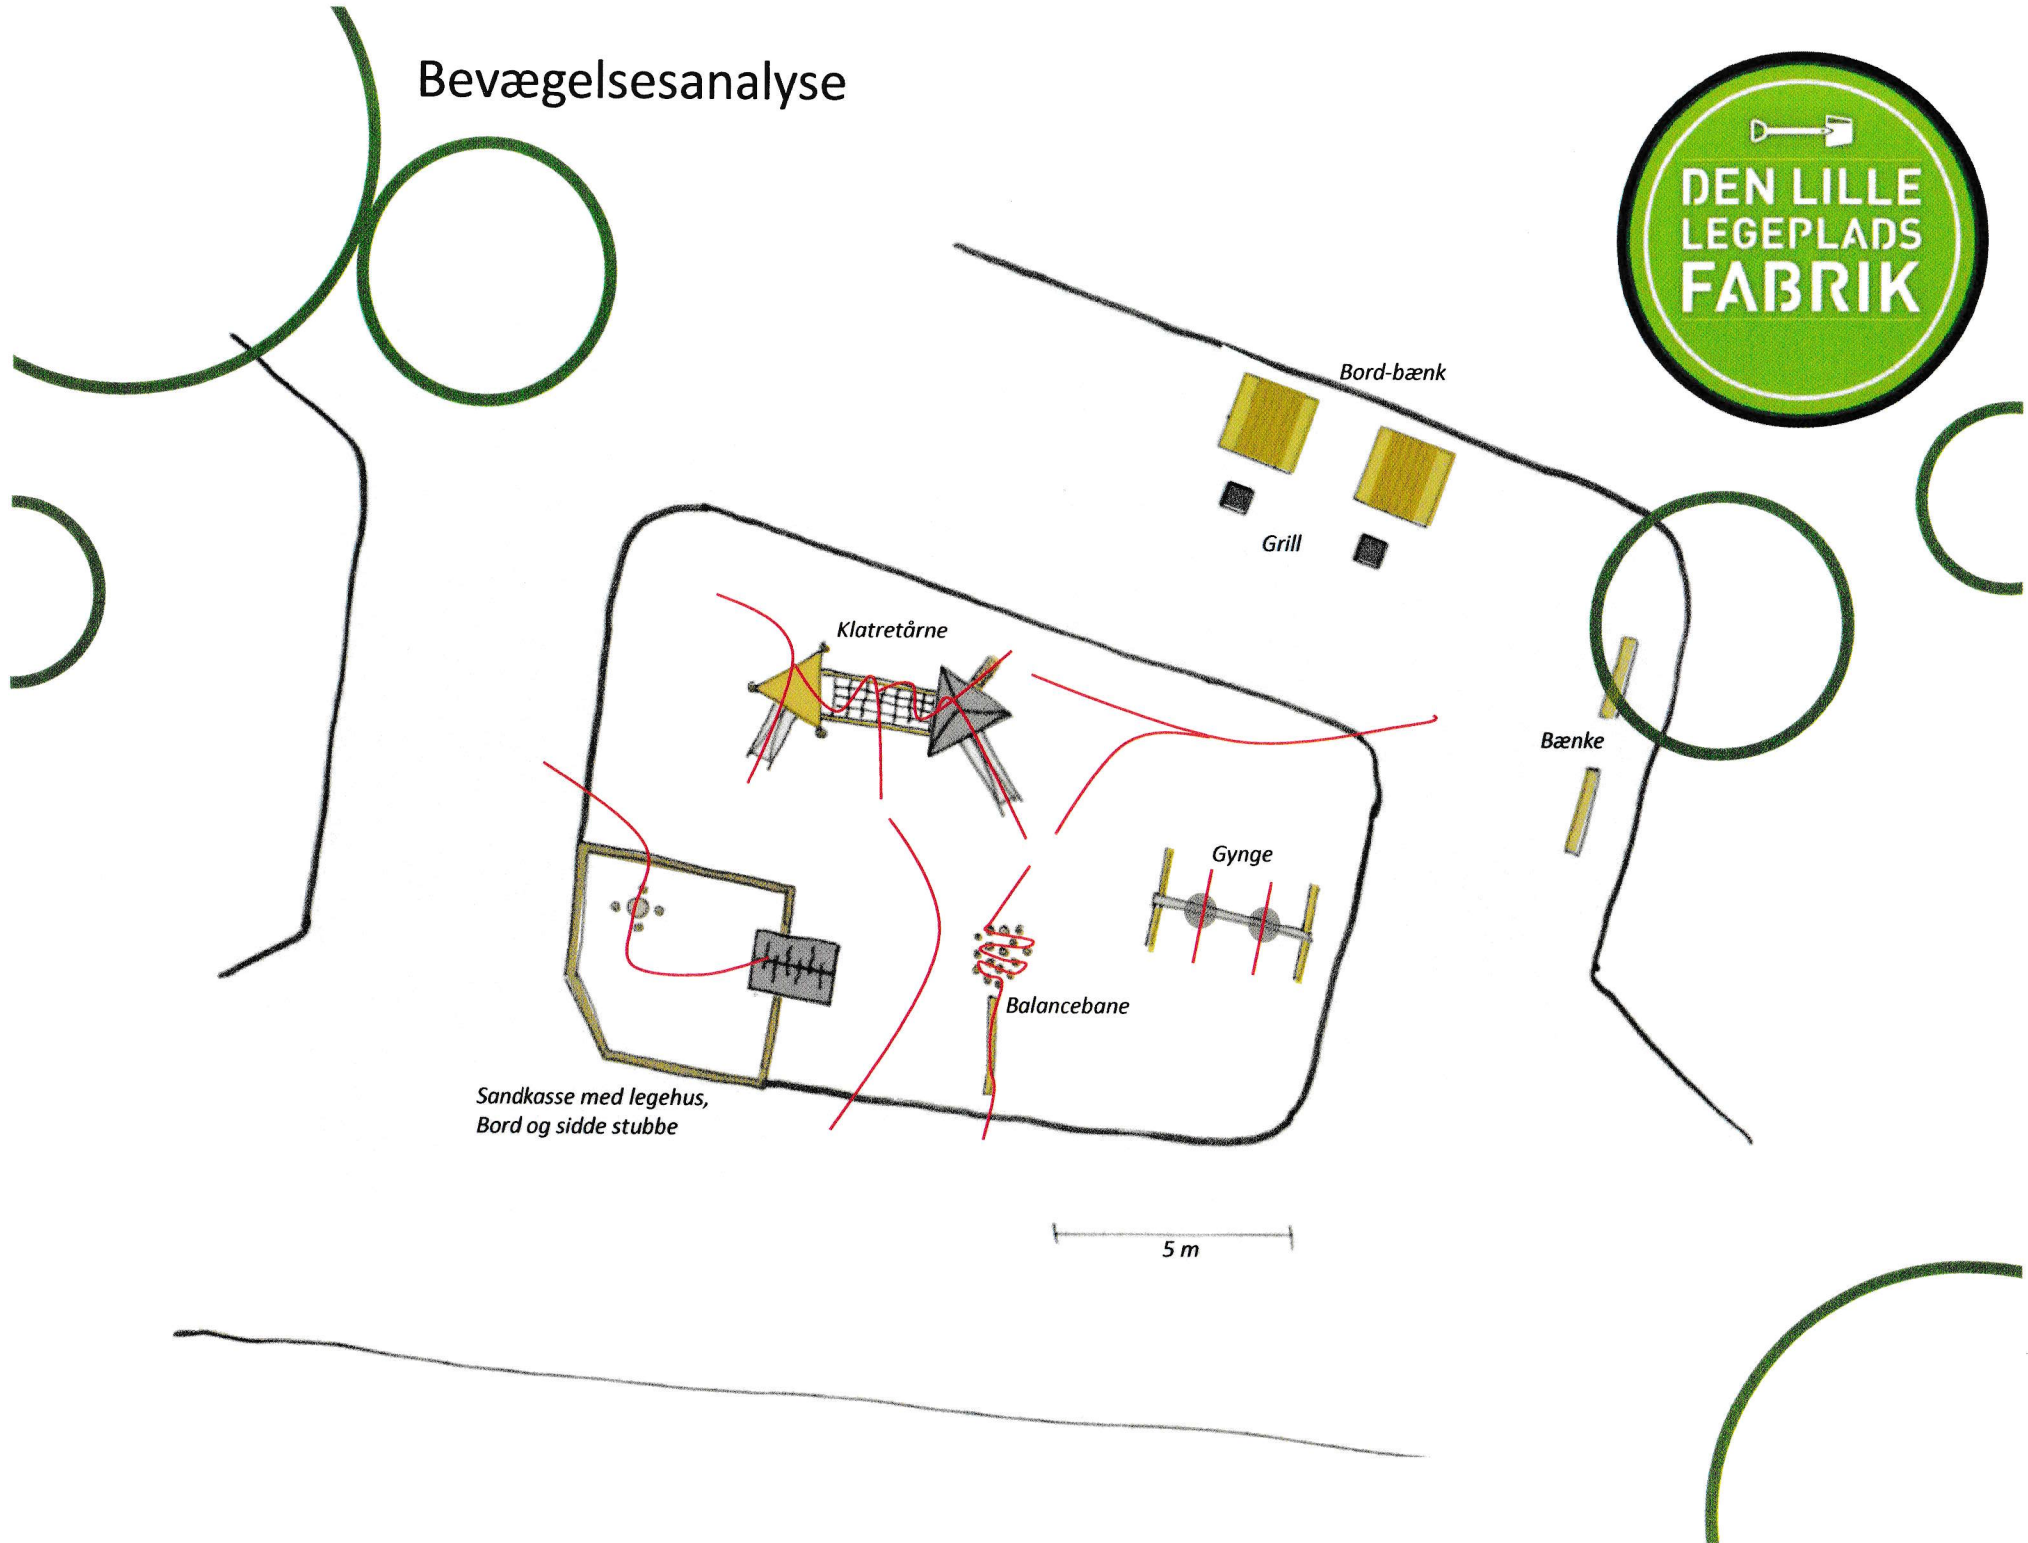 Bevægelsesanalyse
DEN LILLE
LEGEPLADS
FABRIK
Bord-bænk
Grill
Klatretårne
Bænke
Gynge
Balancebane
Sandkasse med legehus,
Bord og sidde stubbe
5 m